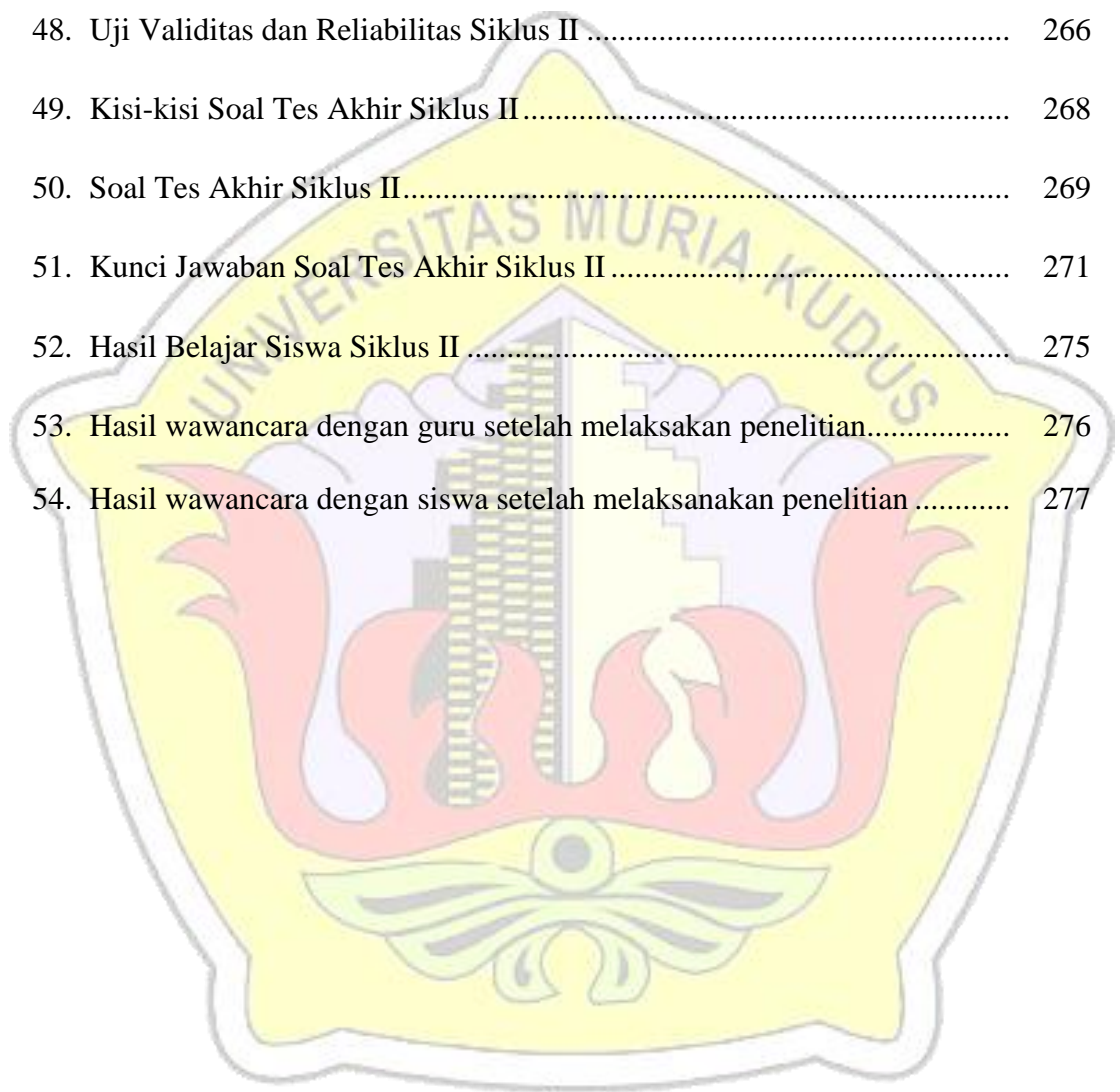 48. Uji Validitas dan Reliabilitas Siklus II ..................................................... 266
49. Kisi-kisi Soal Tes Akhir Siklus II ............................................................. 268
50. Soal Tes Akhir Siklus II............................................................................ 269
51. Kunci Jawaban Soal Tes Akhir Siklus II .................................................. 271
52. Hasil Belajar Siswa Siklus II .................................................................... 275
53. Hasil wawancara dengan guru setelah melaksakan penelitian.................. 276
54. Hasil wawancara dengan siswa setelah melaksanakan penelitian ............ 277
UNIVERSITAS MURIA KUDUS